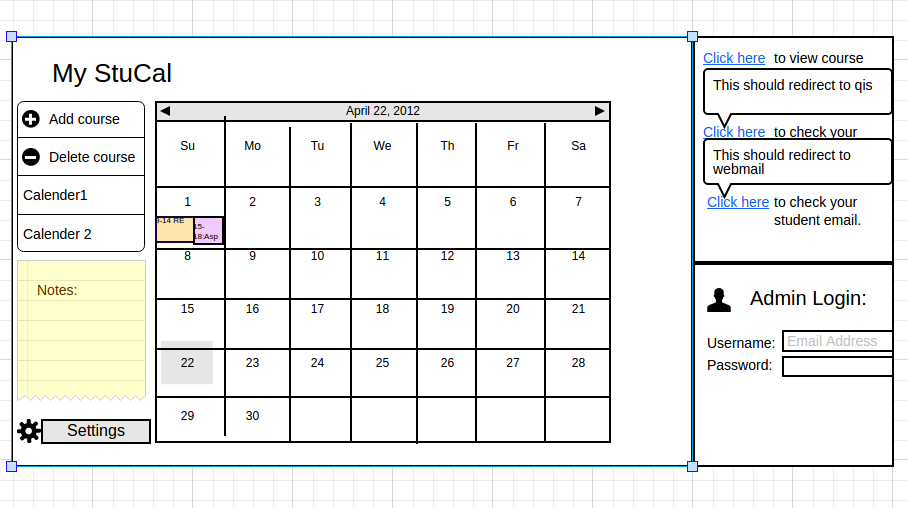 My StuCal
Add course
Delete course
Calender1
Calender 2
Notes:
Settings
April 22, 2012
Su Mo Tu We Th Fr Sa
1 2 3 4 5 6 7
9-14 RE
15-
18:Asp
8 9 10 11 12 13 14
15 16 17 18 19 20 21
22 23 24 25 26 27 28
29 30
Click here to view course
This should redirect to qis
Click here to check your
This should redirect to
webmail
Click here to check your
student email.
Admin Login:
Username: Email Address
Password: